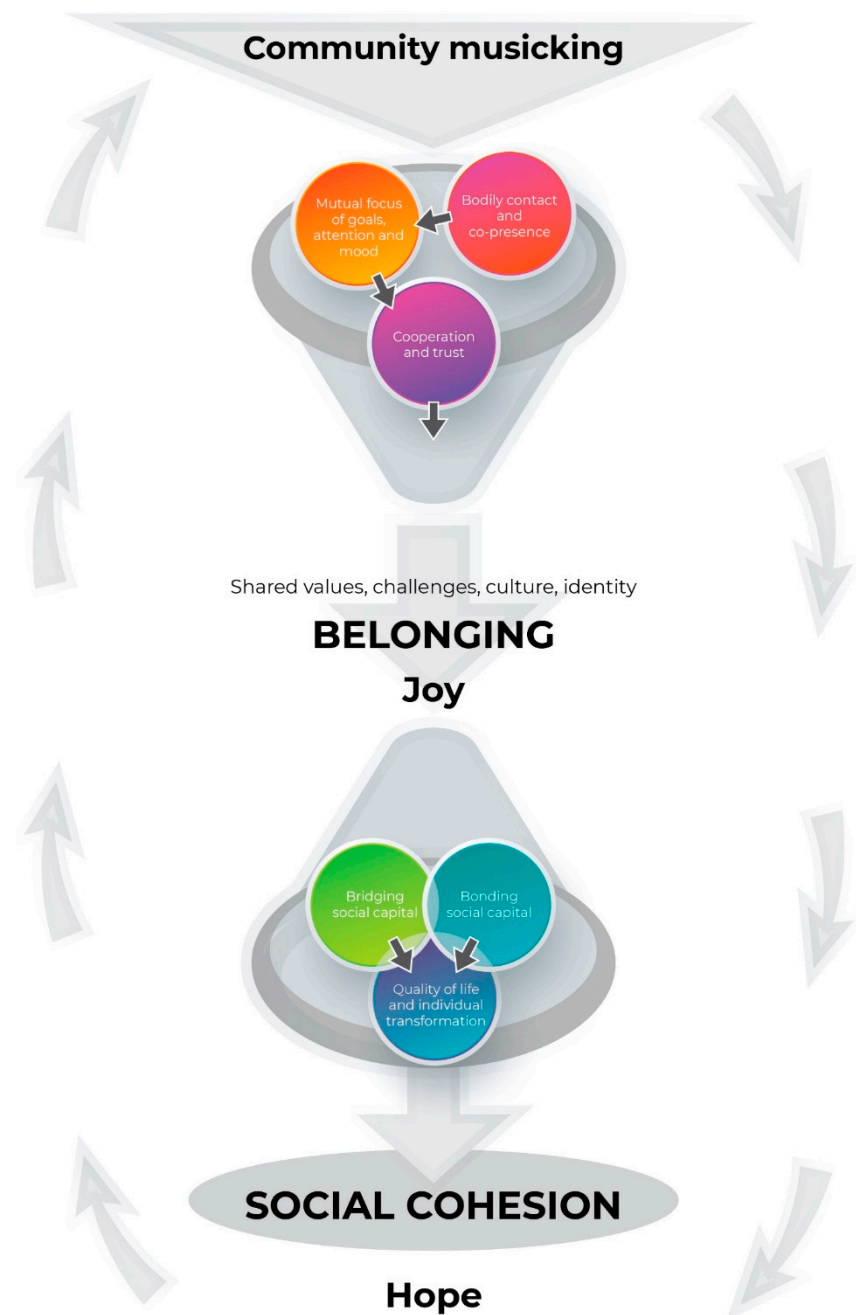 Community musicking
Mutual focus
of goals,
attention and
mood
Bodily contact
and
co-presence
Cooperation
and trust
Shared values, challenges, culture, identity
BELONGING
Joy
Bridging
social capital
Bonding
social capital
Quality of life
and individual
transformation
SOCIAL COHESION
Hope